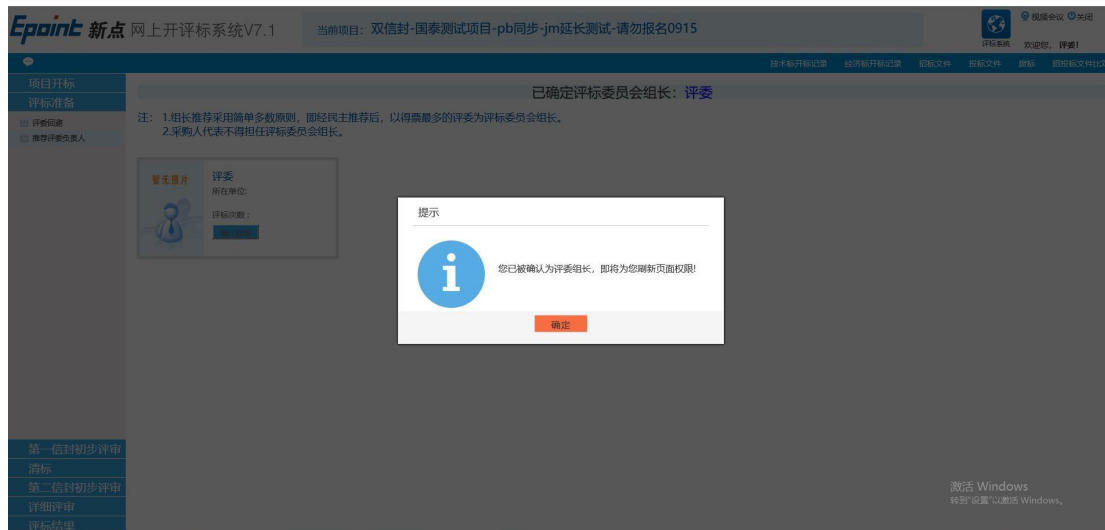 Epoint 新点 网上开评标系统V7.1
当前项目：双信封-国泰测试项目-pb同步-jm延长测试-请勿报名0915
视频会议 关闭
评标系统 欢迎您，评委!
技术标开标记录 经济标开标记录 招标文件 投标文件 废标 招投标文件比对
项目开标
评标准备
评委回避
推荐评委负责人
已确定评标委员会组长：评委
注： 1.组长推荐采用简单多数原则，即经民主推荐后，以得票最多的评委为评标委员会组长。
2.采购人代表不得担任评标委员会组长。
暂无照片
评委
所在单位:
评标次数：
提示
您已被确认为评委组长，即将为您刷新页面权限!
确定
第一信封初步评审
清标
第二信封初步评审
详细评审
评标结果
激活 Windows
转到"设置"以激活 Windows。